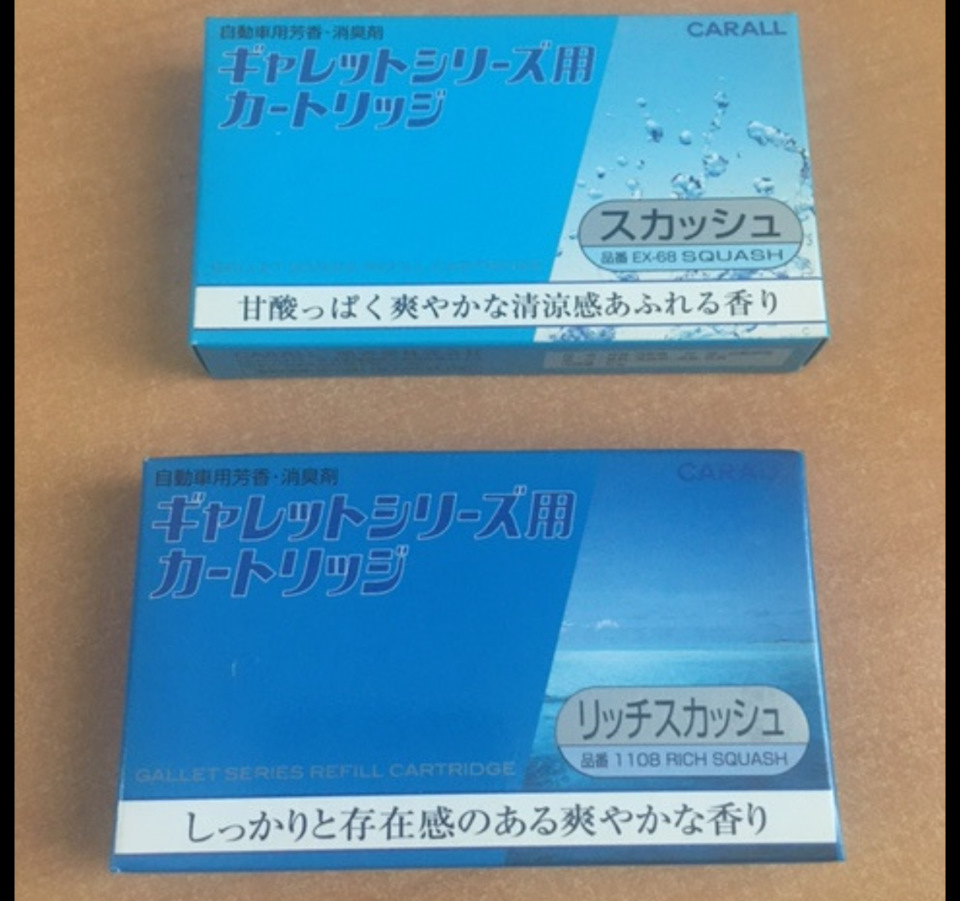 自動車用芳香・消臭剤
CARALL
ギャレットシリーズ用
カートリッジ
スカッシュ
品番 EX-68 SQUASH
甘酸っぱく爽やかな清涼感あふれる香り
自動車用芳香・消臭剤
CARALL
ギャレットシリーズ用
カートリッジ
リッチスカッシュ
品番 1108 RICH SQUASH
GALLET SERIES REFILL CARTRIDGE
しっかりと存在感のある爽やかな香り